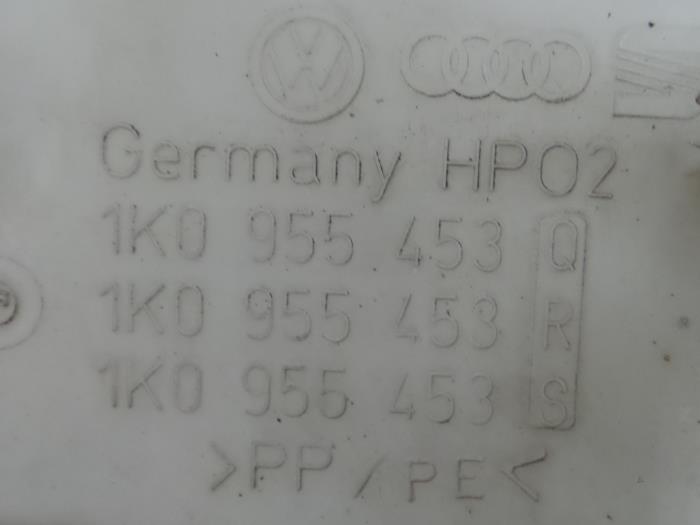 Germany HP02
1K0 955 453 Q
1K0 955 453 R
1K0 955 453 S
>PP/PE<